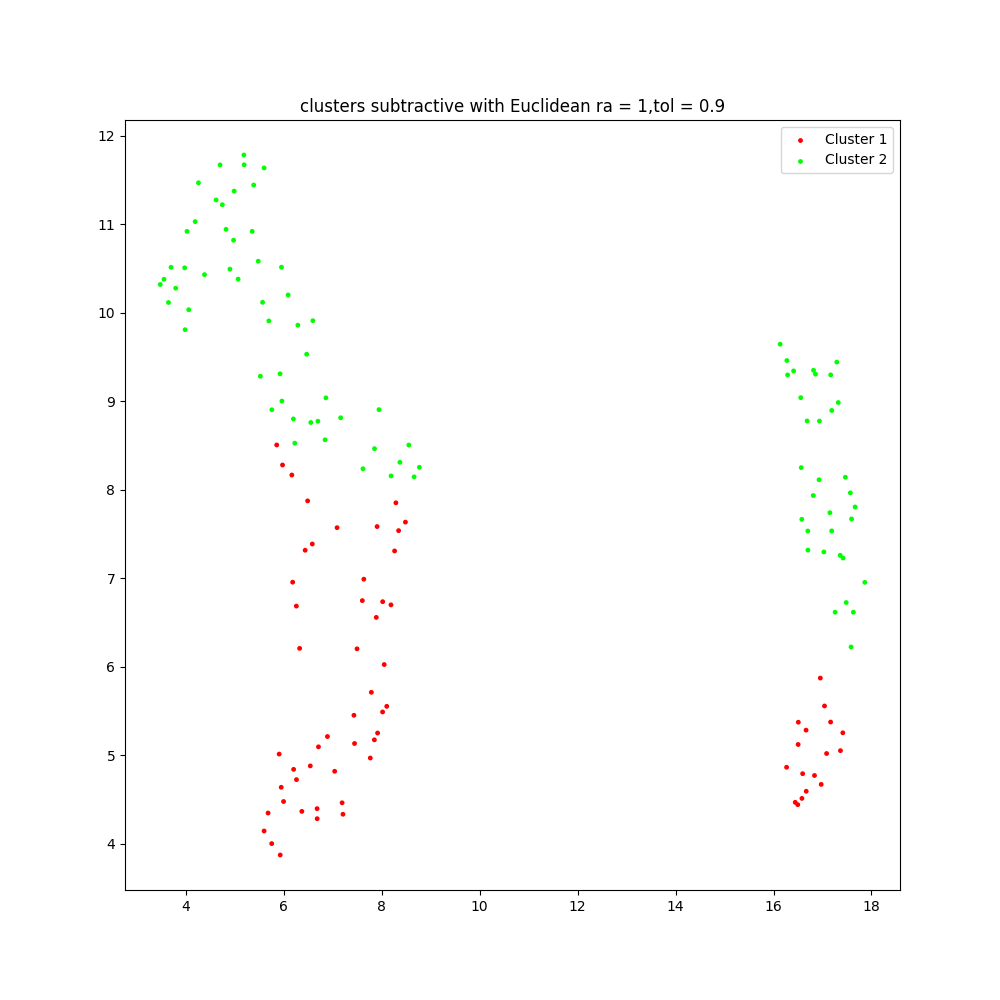 clusters subtractive with Euclidean ra = 1,tol = 0.9
Cluster 1
Cluster 2
12
11
10
9
8
7
6
5
4
4 6 8 10 12 14 16 18